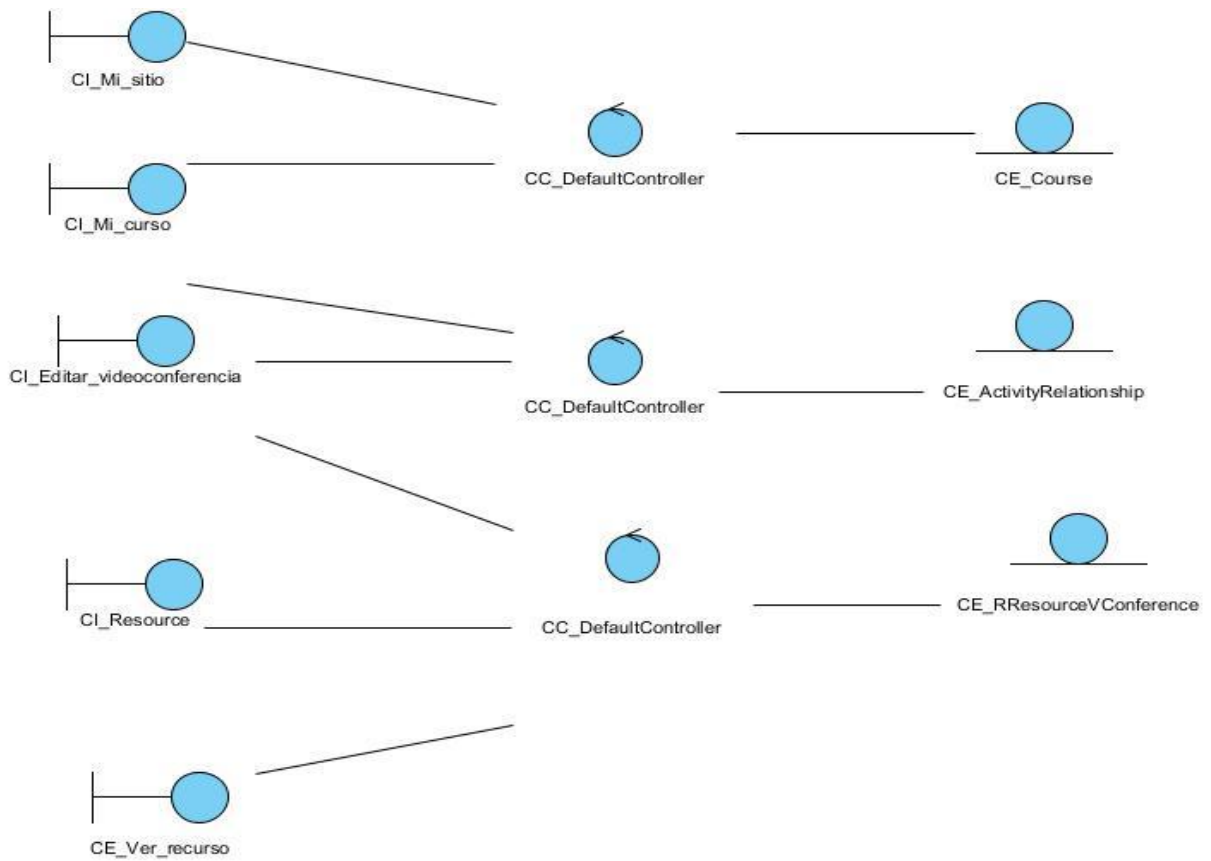 CI_Mi_sitio
CI_Mi_curso
CC_DefaultController
CE_Course
CI_Editar_videoconferencia
CC_DefaultController
CE_ActivityRelationship
CI_Resource
CC_DefaultController
CE_RResourceVConference
CE_Ver_recurso